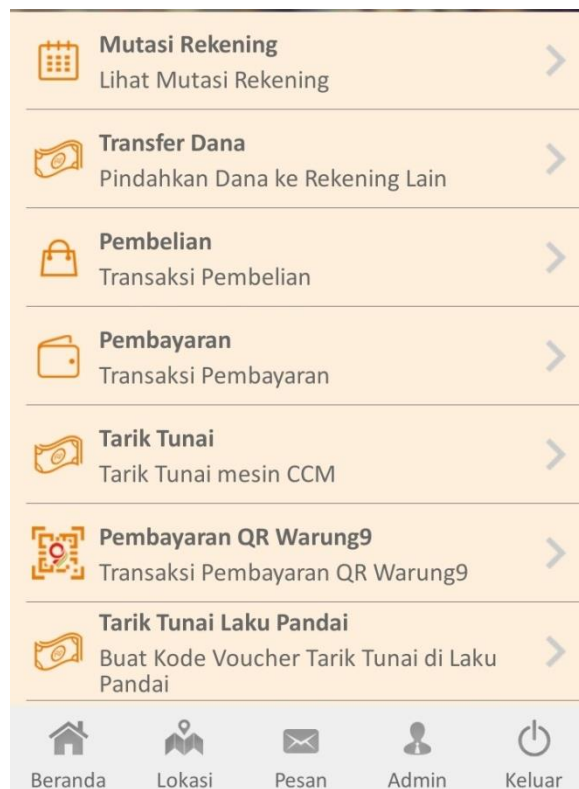 Mutasi Rekening
Lihat Mutasi Rekening
Transfer Dana
Pindahkan Dana ke Rekening Lain
Pembelian
Transaksi Pembelian
Pembayaran
Transaksi Pembayaran
Tarik Tunai
Tarik Tunai mesin CCM
Pembayaran QR Warung9
Transaksi Pembayaran QR Warung9
Tarik Tunai Laku Pandai
Buat Kode Voucher Tarik Tunai di Laku
Pandai
Beranda Lokasi Pesan Admin Keluar